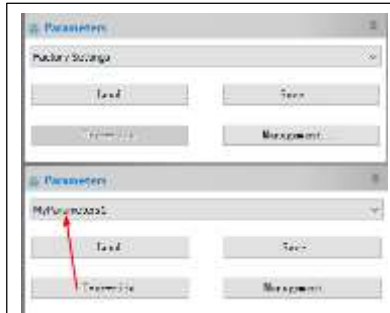 Parameters
Factory Settings
Load Save
Management
Parameters
MyParameters1
Load Save
Management